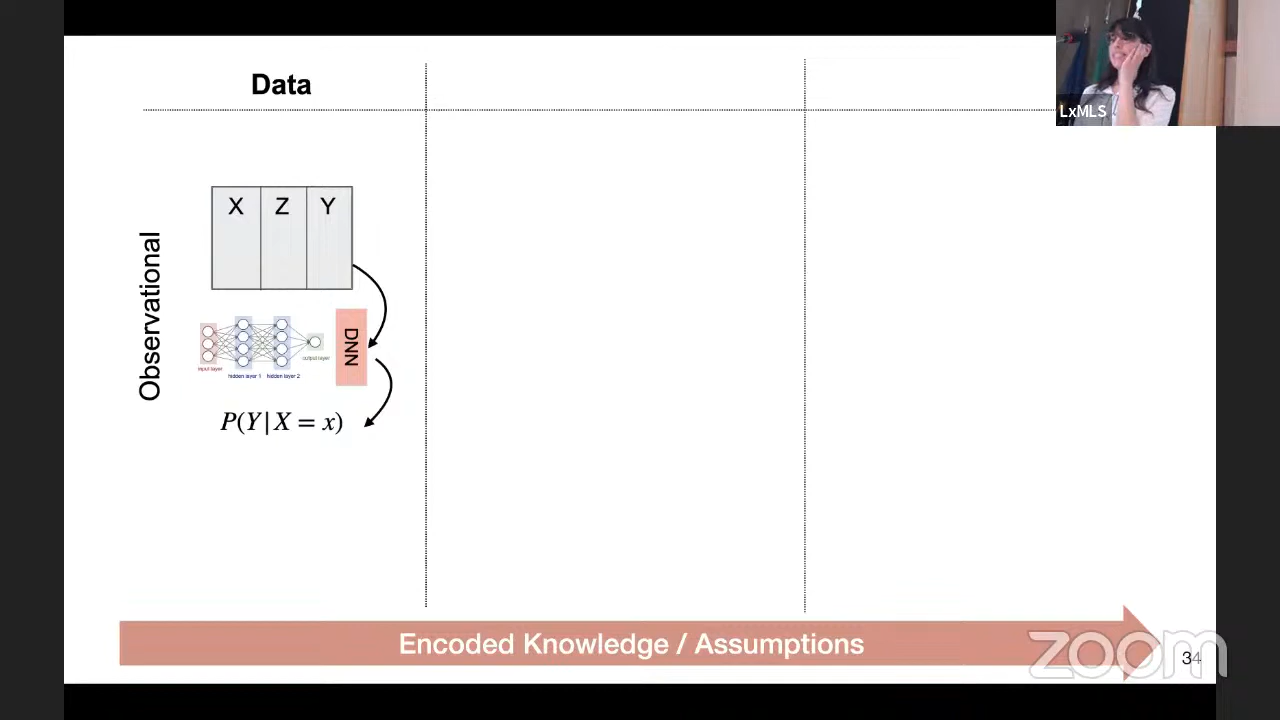 Data
LxMLS
Observational
X Z Y
DNN
input layer
hidden layer 1
hidden layer 2
output layer
P(Y|X = x)
Encoded Knowledge / Assumptions
zoom
34